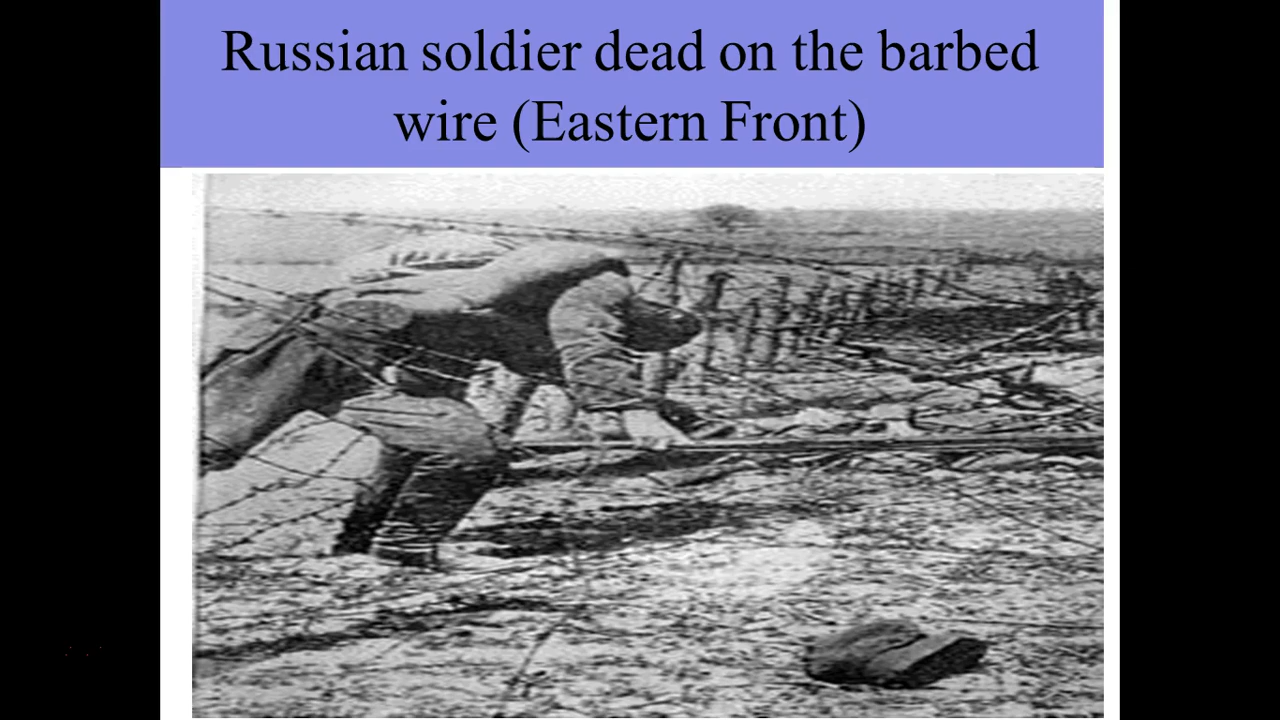 Russian soldier dead on the barbed
wire (Eastern Front)